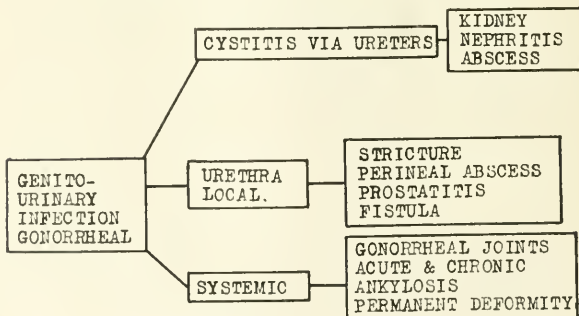 CYSTITIS VIA URETERS
KIDNEY
NEPHRITIS
ABSCESS
GENITO-
URINARY
INFECTION
GONORRHEAL
URETHRA
LOCAL.
STRICTURE
PERINEAL ABSCESS
PROSTATITIS
FISTULA
SYSTEMIC
GONORRHEAL JOINTS
ACUTE & CHRONIC
ANKYLOSIS
PERMANENT DEFORMITY